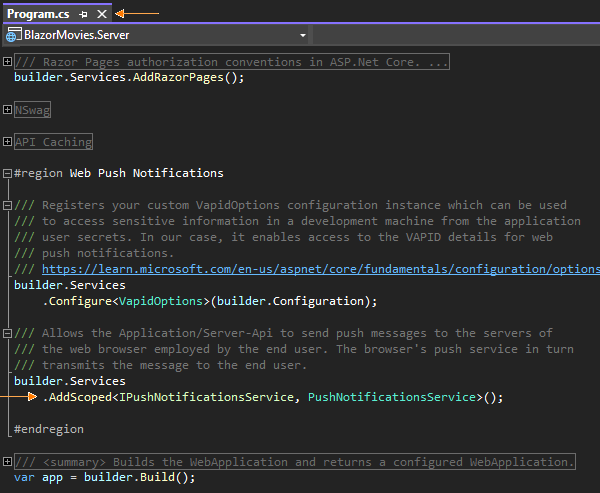 Program.cs
BlazorMovies.Server
/// Razor Pages authorization conventions in ASP.Net Core. ...
builder.Services.AddRazorPages();
NSwag
API Caching
#region Web Push Notifications
/// Registers your custom VapidOptions configuration instance which can be used
/// to access sensitive information in a development machine from the application
/// user secrets. In our case, it enables access to the VAPID details for web
/// push notifications.
/// https://learn.microsoft.com/en-us/aspnet/core/fundamentals/configuration/options
builder.Services
.Configure<VapidOptions>(builder.Configuration);
/// Allows the Application/Server-Api to send push messages to the servers of
/// the web browser employed by the end user. The browser's push service in turn
/// transmits the message to the end user.
builder.Services
.AddScoped<IPushNotificationsService, PushNotificationsService>();
#endregion
/// <summary> Builds the WebApplication and returns a configured WebApplication.
var app = builder.Build();